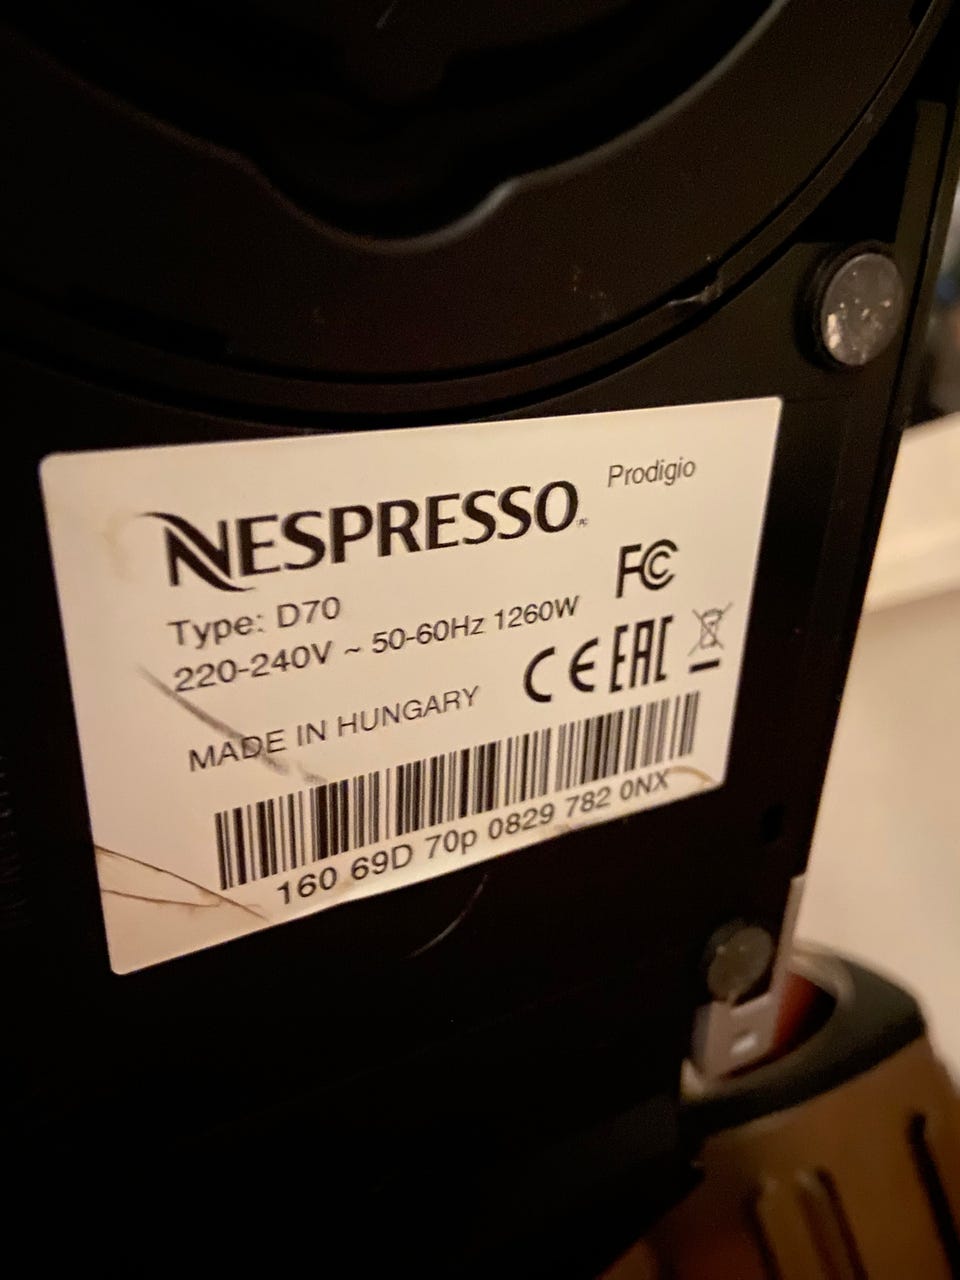 NESPRESSO Prodigio
Type: D70
220-240V ~ 50-60Hz 1260W
FC
CE EAC
MADE IN HUNGARY
160 69D 70p 0829 782 0NX